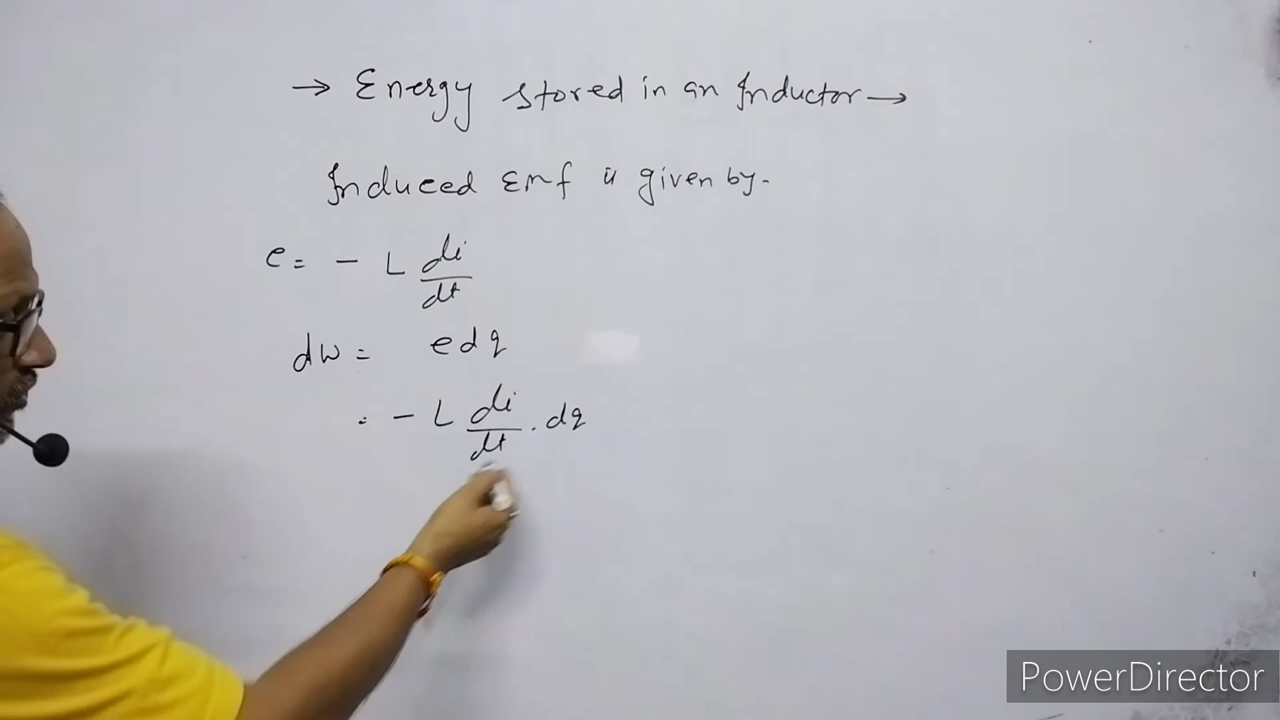 → Energy stored in an Inductor →
Induced Emf is given by.
e = - L di/dt
dw = edq
= - L di/dt . dq
PowerDirector